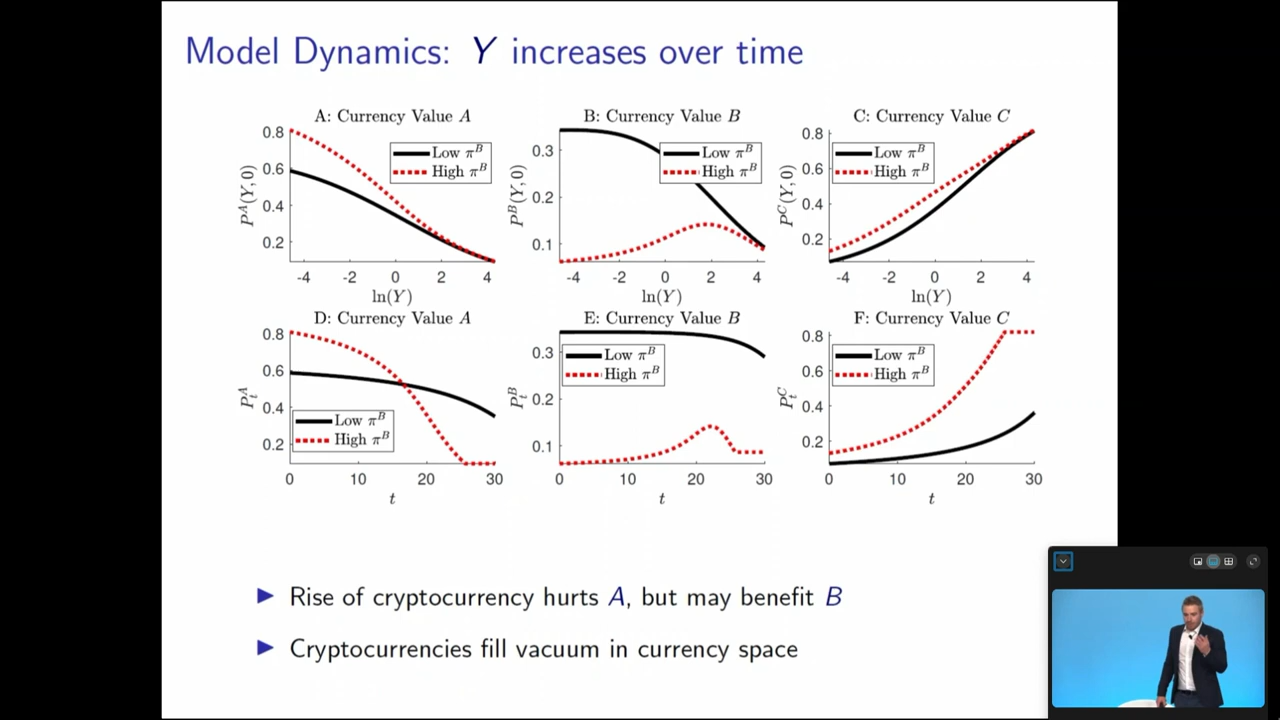 Model Dynamics: Y increases over time
A: Currency Value A
B: Currency Value B
C: Currency Value C
0.8
0.6
0.4
0.2
P^A(Y,0)
Low π^B
High π^B
-4 -2 0 2 4
ln(Y)
0.3
0.2
0.1
P^B(Y,0)
Low π^B
High π^B
-4 -2 0 2 4
ln(Y)
0.8
0.6
0.4
0.2
P^C(Y,0)
Low π^B
High π^B
-4 -2 0 2 4
ln(Y)
D: Currency Value A
E: Currency Value B
F: Currency Value C
0.8
0.6
0.4
0.2
P_t^A
Low π^B
High π^B
0 10 20 30
t
0.3
0.2
0.1
P_t^B
Low π^B
High π^B
0 10 20 30
t
0.8
0.6
0.4
0.2
P_t^C
Low π^B
High π^B
0 10 20 30
t
Rise of cryptocurrency hurts A, but may benefit B
Cryptocurrencies fill vacuum in currency space